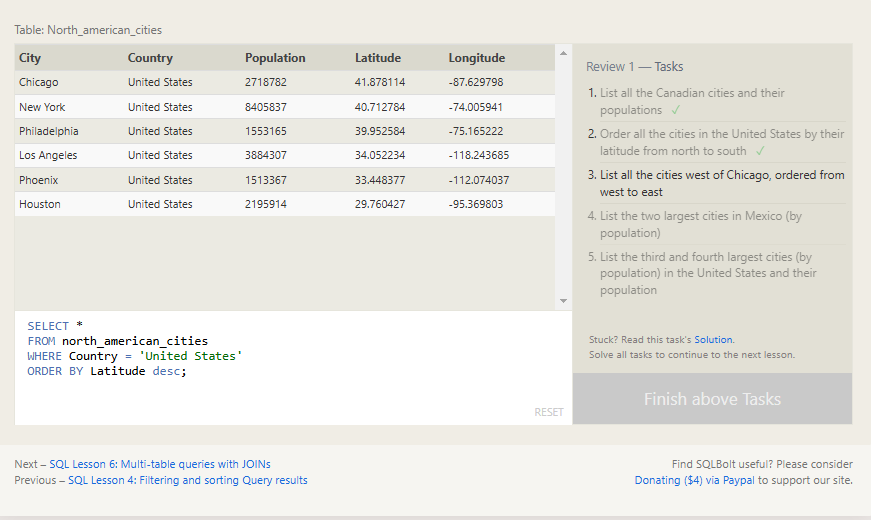 Table: North_american_cities
City Country Population Latitude Longitude
Chicago United States 2718782 41.878114 -87.629798
New York United States 8405837 40.712784 -74.005941
Philadelphia United States 1553165 39.952584 -75.165222
Los Angeles United States 3884307 34.052234 -118.243685
Phoenix United States 1513367 33.448377 -112.074037
Houston United States 2195914 29.760427 -95.369803
SELECT *
FROM north_american_cities
WHERE Country = 'United States'
ORDER BY Latitude desc;
RESET
Review 1 — Tasks
1. List all the Canadian cities and their
populations ✓
2. Order all the cities in the United States by their
latitude from north to south ✓
3. List all the cities west of Chicago, ordered from
west to east
4. List the two largest cities in Mexico (by
population)
5. List the third and fourth largest cities (by
population) in the United States and their
population
Stuck? Read this task's Solution.
Solve all tasks to continue to the next lesson.
Finish above Tasks
Next – SQL Lesson 6: Multi-table queries with JOINs
Previous – SQL Lesson 4: Filtering and sorting Query results
Find SQLBolt useful? Please consider
Donating ($4) via Paypal to support our site.